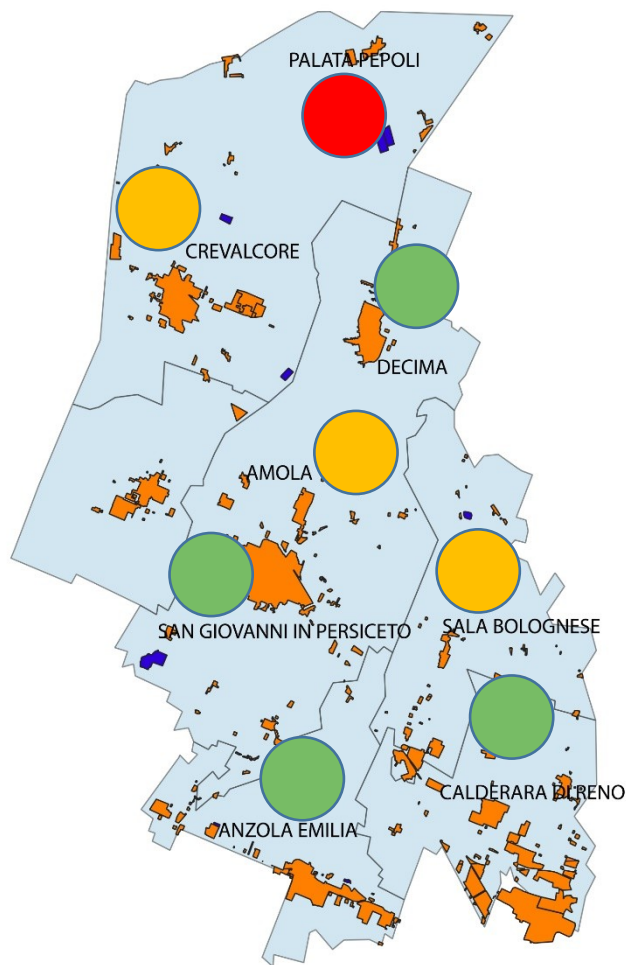 PALATA PEPOLI
CREVALCORE
DECIMA
AMOLA
SAN GIOVANNI IN PERSICETO
SALA BOLOGNESE
CALDERARA DI RENO
ANZOLA EMILIA